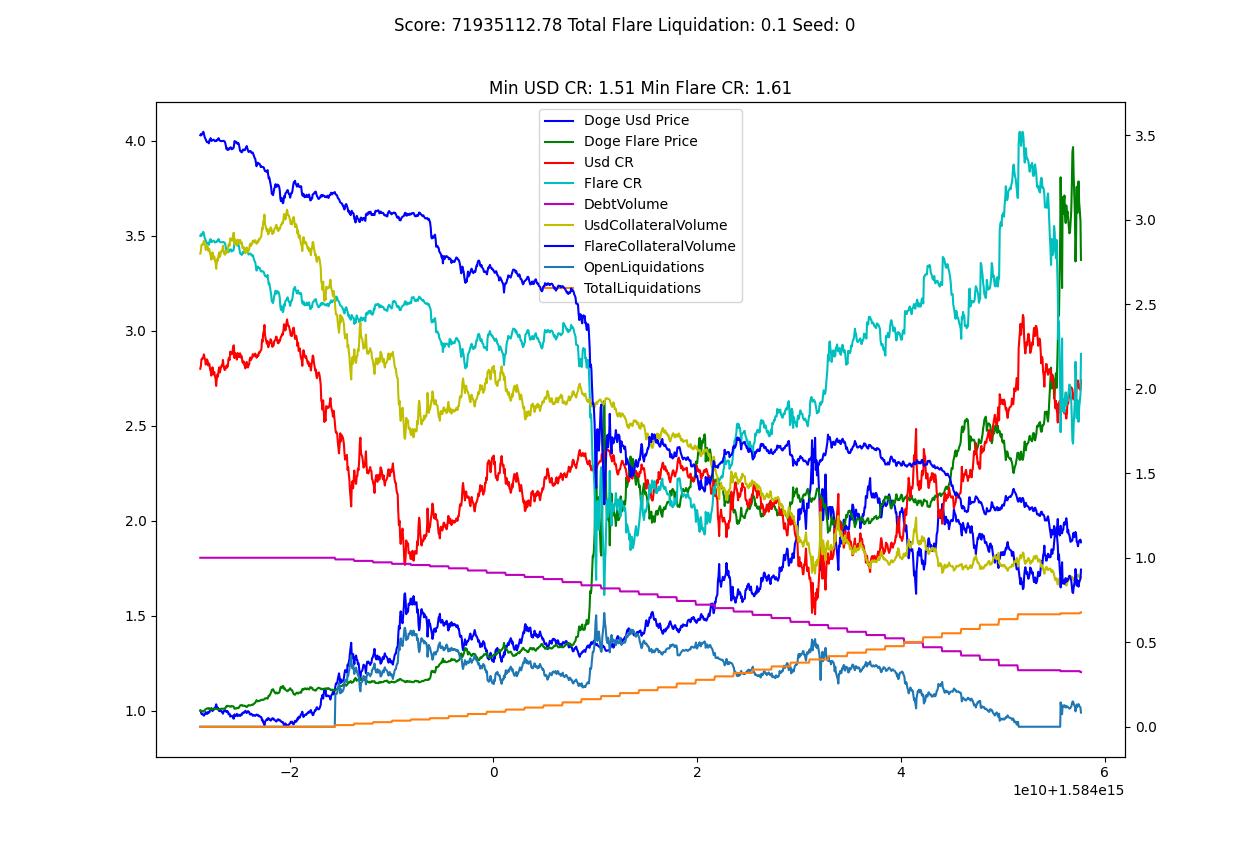 Score: 71935112.78 Total Flare Liquidation: 0.1 Seed: 0
Min USD CR: 1.51 Min Flare CR: 1.61
Doge Usd Price
Doge Flare Price
Usd CR
Flare CR
DebtVolume
UsdCollateralVolume
FlareCollateralVolume
OpenLiquidations
TotalLiquidations
4.0
3.5
3.0
2.5
2.0
1.5
1.0
3.5
3.0
2.5
2.0
1.5
1.0
0.5
0.0
−2
0
2
4
6
1e10+1.584e15